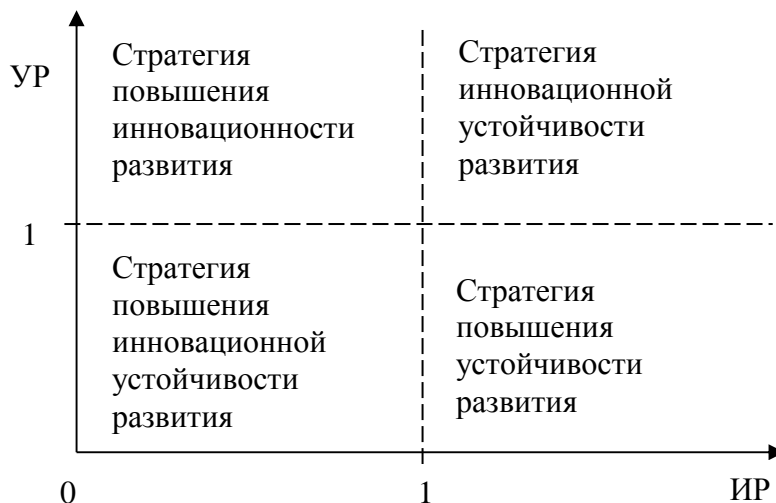 УР
Стратегия
повышения
инновационности
развития
Стратегия
инновационной
устойчивости
развития
1
Стратегия
повышения
инновационной
устойчивости
развития
Стратегия
повышения
устойчивости
развития
0
1
ИР